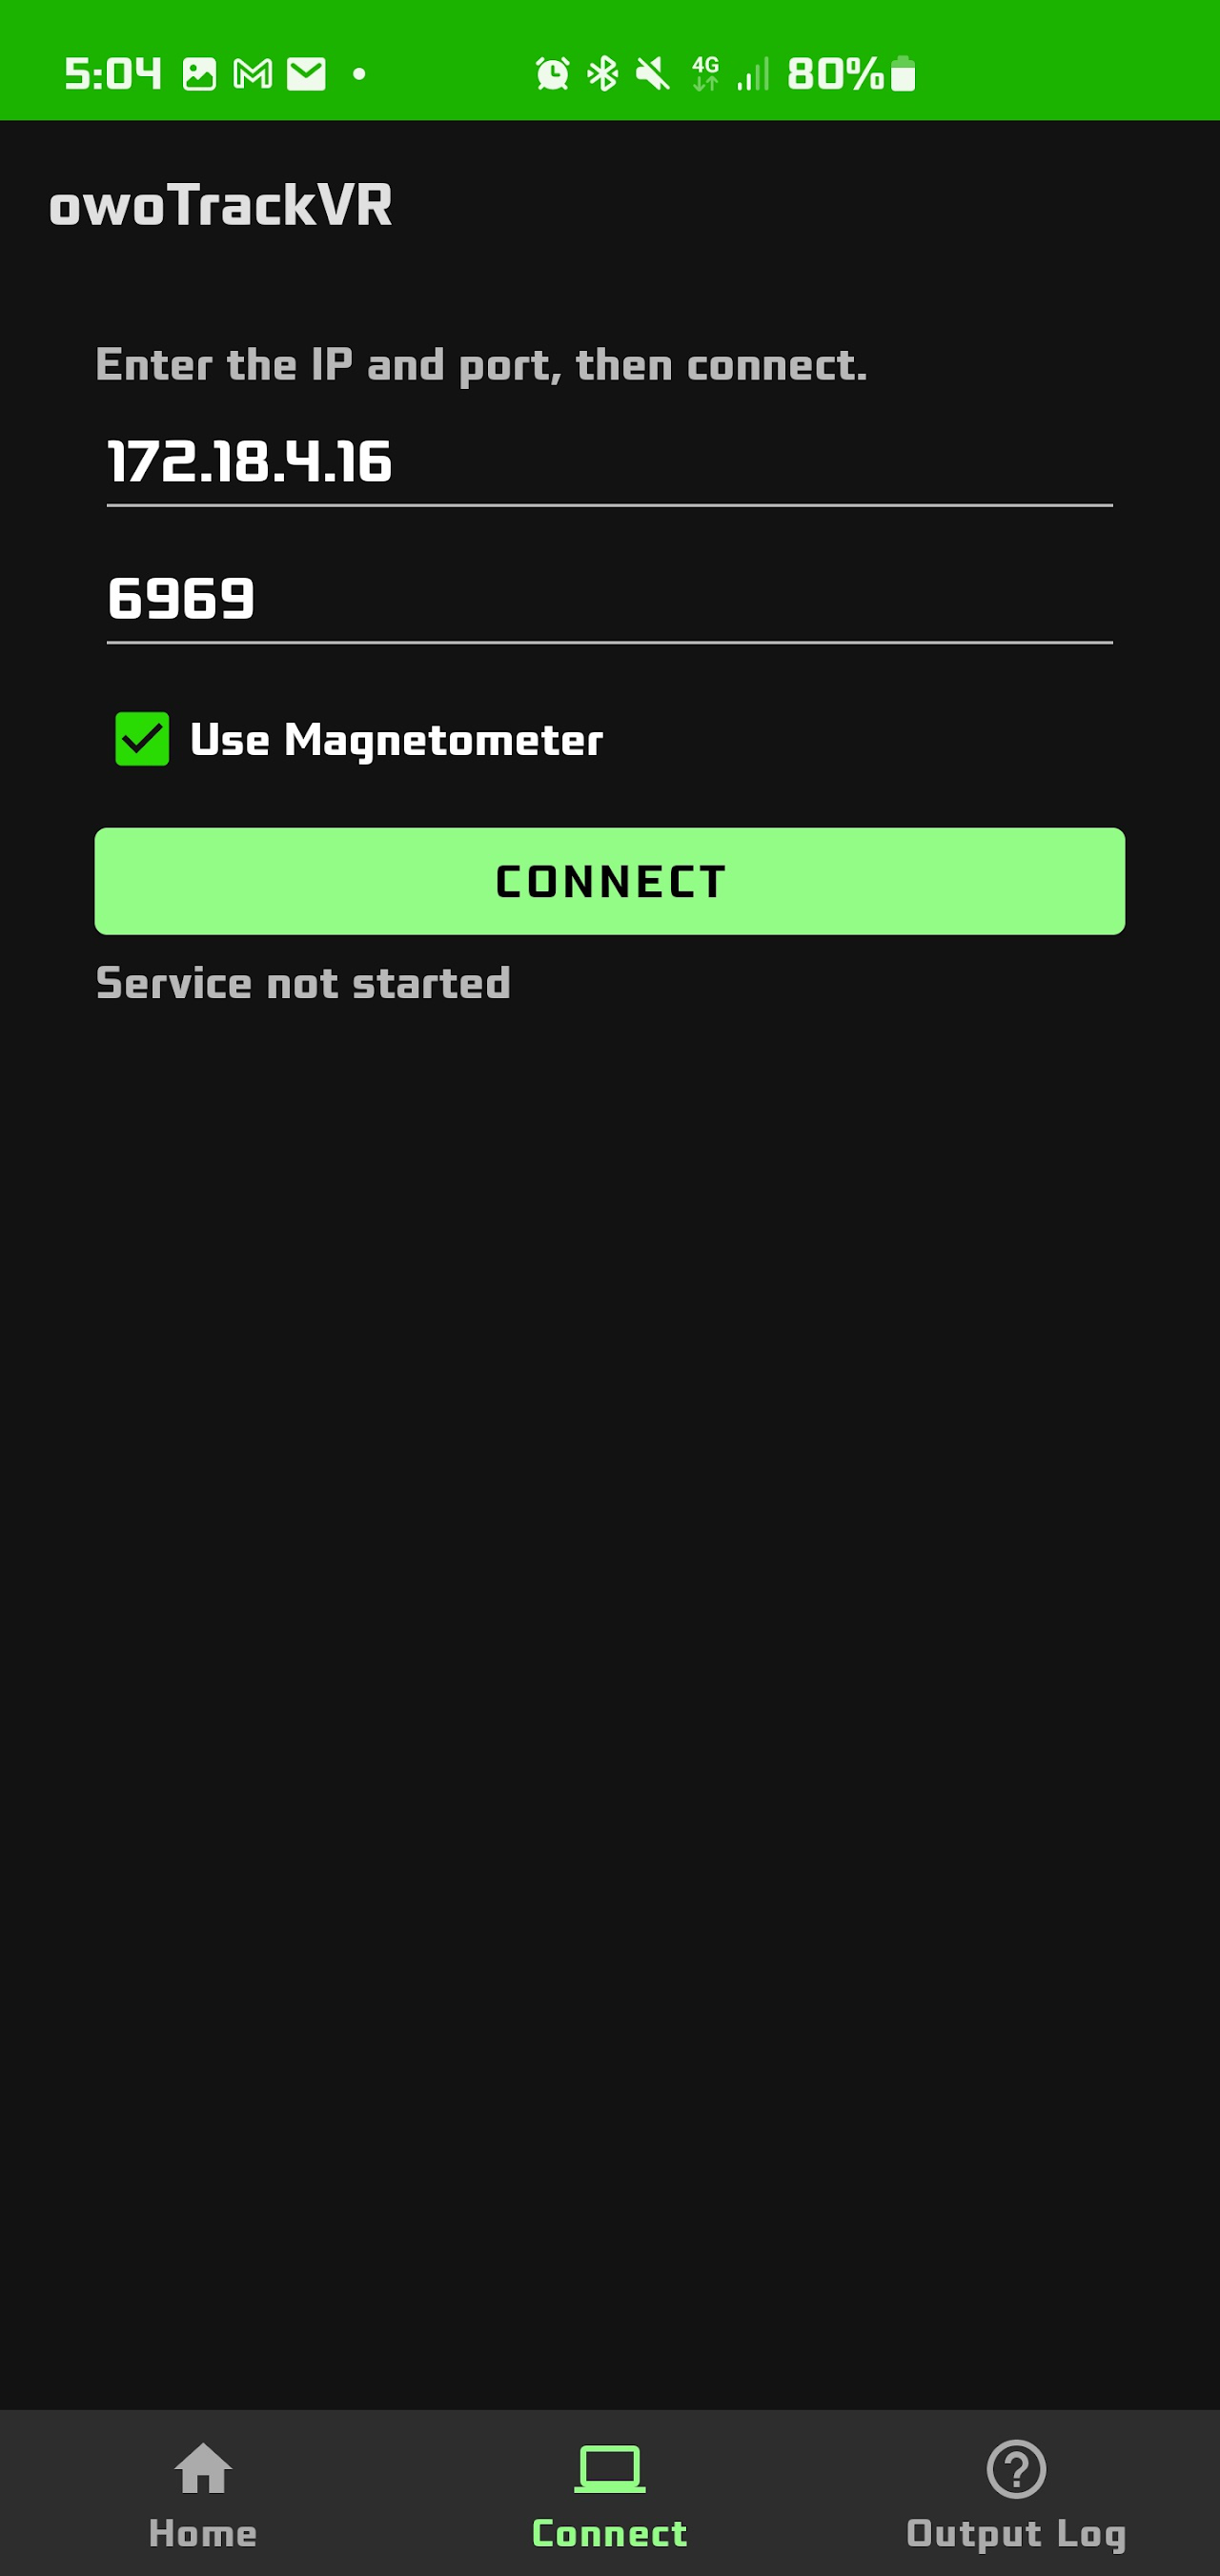 5:04 4G 80%
owoTrackVR
Enter the IP and port, then connect.
172.18.4.16
6969
Use Magnetometer
CONNECT
Service not started
Home Connect Output Log